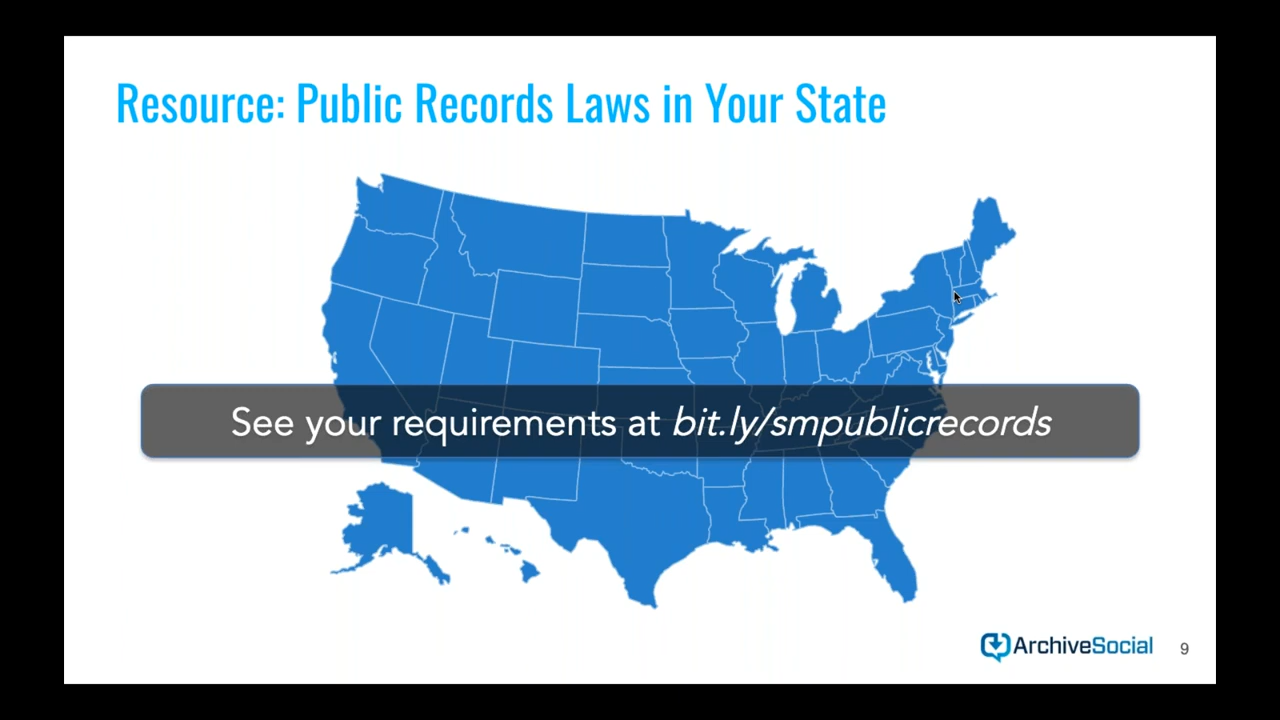 Resource: Public Records Laws in Your State
See your requirements at bit.ly/smpublicrecords
ArchiveSocial
9